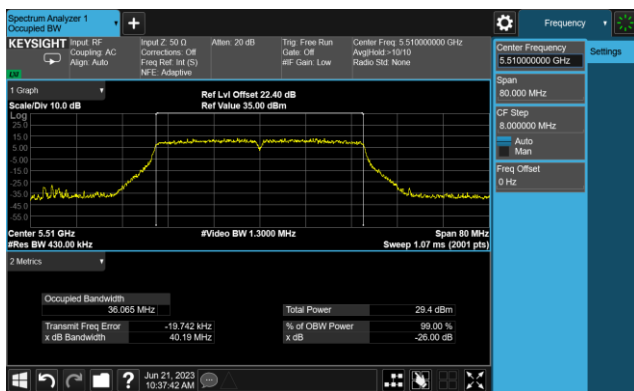 Spectrum Analyzer 1
Occupied BW
Frequency
KEYSIGHT
Input: RF
Coupling: AC
Align: Auto
Input Z: 50 Ω
Corrections: Off
Freq Ref: Int (S)
NFE: Adaptive
Atten: 20 dB
Trig: Free Run
Gate: Off
#IF Gain: Low
Center Freq: 5.510000000 GHz
Avg|Hold:>10/10
Radio Std: None
LXI
Center Frequency
5.510000000 GHz
Settings
Span
80.000 MHz
CF Step
8.000000 MHz
Auto
Man
Freq Offset
0 Hz
1 Graph
Scale/Div 10.0 dB
Ref Lvl Offset 22.40 dB
Ref Value 35.00 dBm
Log
25.0
15.0
5.00
-5.00
-15.0
-25.0
-35.0
-45.0
-55.0
Center 5.51 GHz
#Res BW 430.00 kHz
#Video BW 1.3000 MHz
Span 80 MHz
Sweep 1.07 ms (2001 pts)
2 Metrics
Occupied Bandwidth
36.065 MHz
Total Power 29.4 dBm
Transmit Freq Error -19.742 kHz
% of OBW Power 99.00 %
x dB Bandwidth 40.19 MHz
x dB -26.00 dB
?
Jun 21, 2023
10:37:42 AM